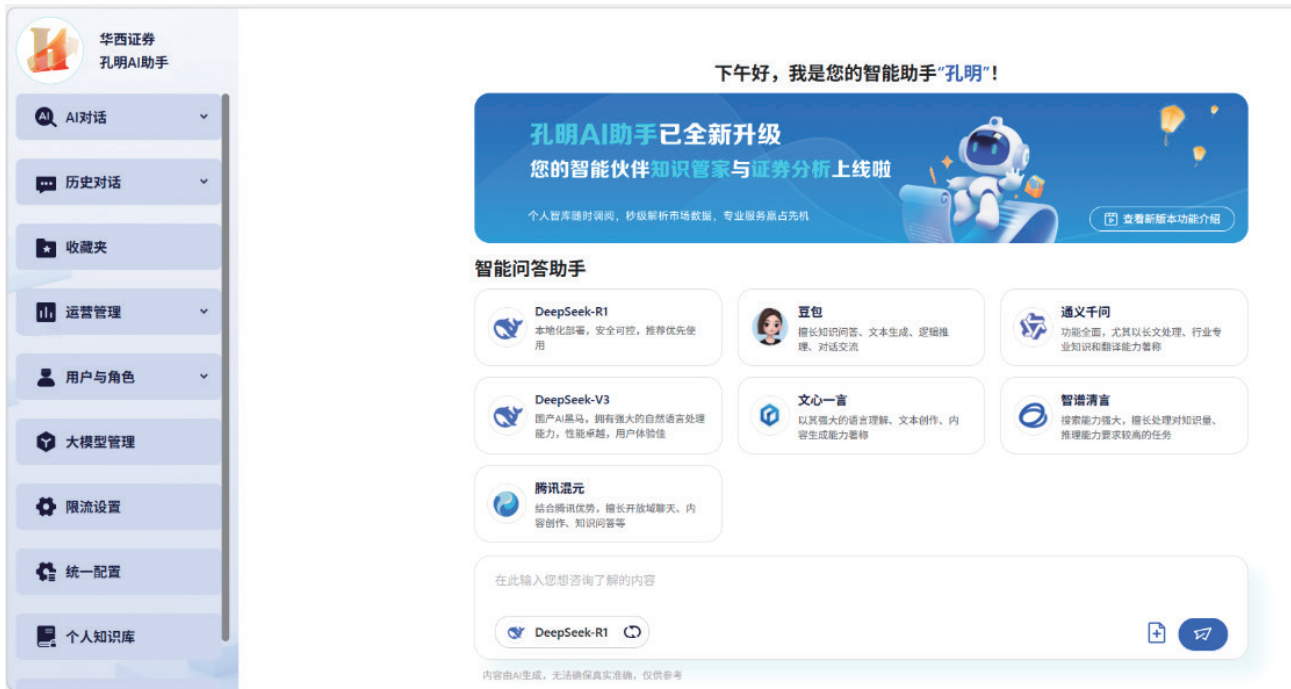 华西证券
孔明AI助手
AI对话
历史对话
收藏夹
运营管理
用户与角色
大模型管理
限流设置
统一配置
个人知识库
下午好，我是您的智能助手“孔明”！
孔明AI助手已全新升级
您的智能伙伴知识管家与证券分析上线啦
个人智库随时调阅，秒级解析市场数据，专业服务赢占先机
查看新版本功能介绍
智能问答助手
DeepSeek-R1
本地化部署，安全可控，推荐优先使
用
豆包
擅长知识问答、文本生成、逻辑推
理、对话交流
通义千问
功能全面，尤其以长文处理、行业专
业知识和翻译能力著称
DeepSeek-V3
国产AI黑马，拥有强大的自然语言处理
能力，性能卓越，用户体验佳
文心一言
以其强大的语言理解、文本创作、内
容生成能力著称
智谱清言
搜索能力强大，擅长处理对知识量、
推理能力要求较高的任务
腾讯混元
结合腾讯优势，擅长开放域聊天、内
容创作、知识问答等
在此输入您想咨询了解的内容
DeepSeek-R1
内容由AI生成，无法确保真实准确，仅供参考